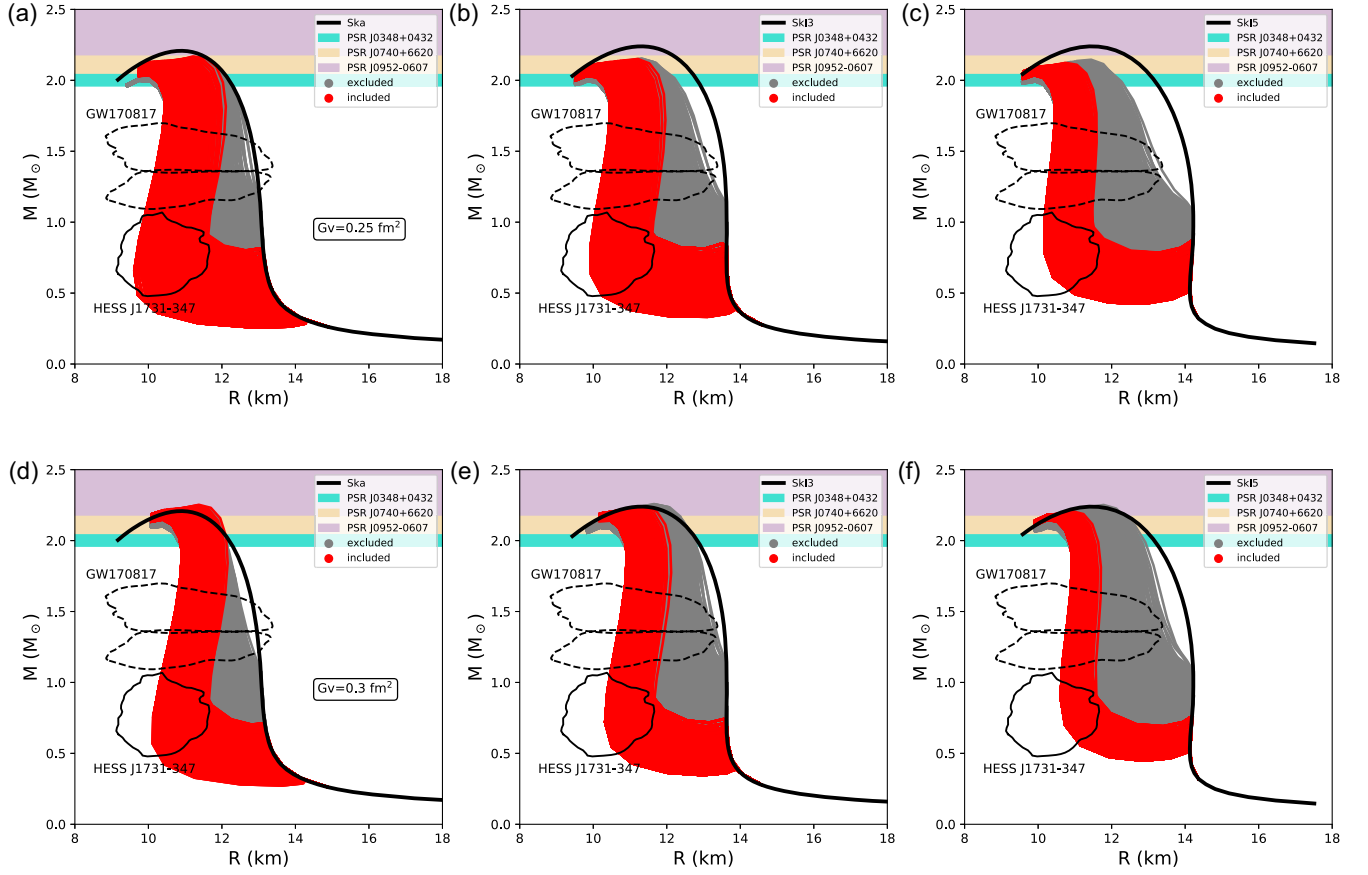 (a)
2.5
2.0
1.5
1.0
0.5
0.0
M (M⊙)
8 10 12 14 16 18
R (km)
Ska
PSR J0348+0432
PSR J0740+6620
PSR J0952-0607
excluded
included
GW170817
Gv=0.25 fm²
HESS J1731-347
(b)
2.5
2.0
1.5
1.0
0.5
0.0
M (M⊙)
8 10 12 14 16 18
R (km)
SkI3
PSR J0348+0432
PSR J0740+6620
PSR J0952-0607
excluded
included
GW170817
HESS J1731-347
(c)
2.5
2.0
1.5
1.0
0.5
0.0
M (M⊙)
8 10 12 14 16 18
R (km)
SkI5
PSR J0348+0432
PSR J0740+6620
PSR J0952-0607
excluded
included
GW170817
HESS J1731-347
(d)
2.5
2.0
1.5
1.0
0.5
0.0
M (M⊙)
8 10 12 14 16 18
R (km)
Ska
PSR J0348+0432
PSR J0740+6620
PSR J0952-0607
excluded
included
GW170817
Gv=0.3 fm²
HESS J1731-347
(e)
2.5
2.0
1.5
1.0
0.5
0.0
M (M⊙)
8 10 12 14 16 18
R (km)
SkI3
PSR J0348+0432
PSR J0740+6620
PSR J0952-0607
excluded
included
GW170817
HESS J1731-347
(f)
2.5
2.0
1.5
1.0
0.5
0.0
M (M⊙)
8 10 12 14 16 18
R (km)
SkI5
PSR J0348+0432
PSR J0740+6620
PSR J0952-0607
excluded
included
GW170817
HESS J1731-347